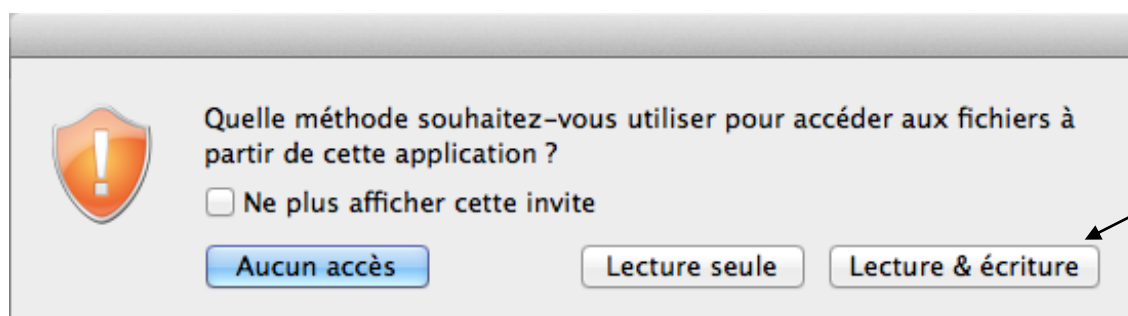 Quelle méthode souhaitez-vous utiliser pour accéder aux fichiers à
partir de cette application ?
Ne plus afficher cette invite
Aucun accès
Lecture seule
Lecture & écriture